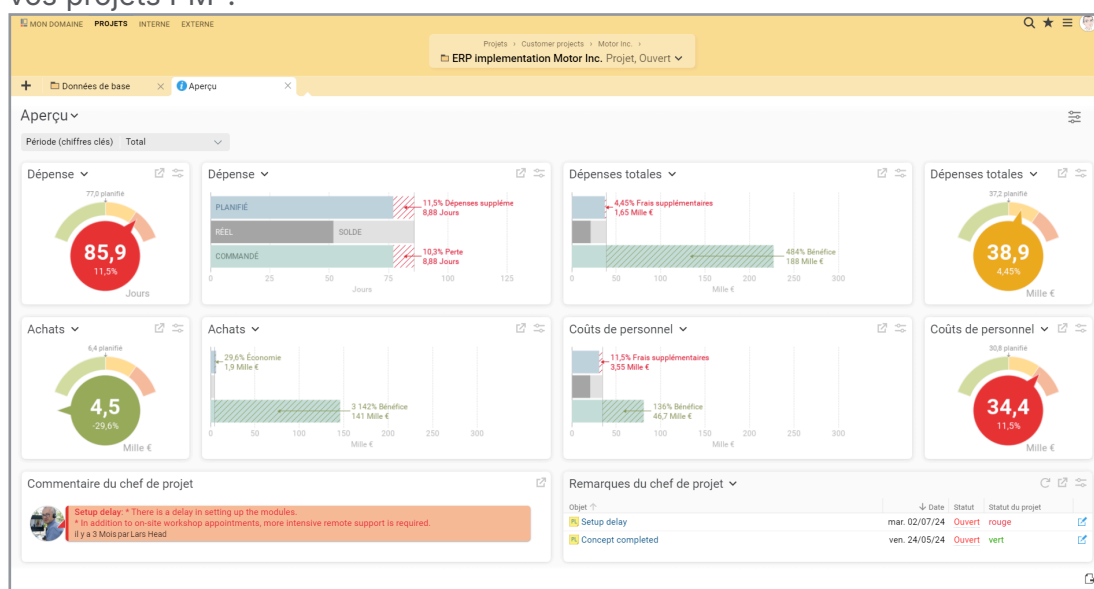 vos projets PM ?
MON DOMAINE PROJETS INTERNE EXTERNE
Projets › Customer projects › Motor Inc. ›
ERP implementation Motor Inc. Projet, Ouvert
Données de base
Aperçu
Aperçu
Période (chiffres clés) Total
Dépense
77,0 planifié
85,9
11,5%
Jours
Dépense
PLANIFIÉ
11,5% Dépenses suppléme
8,88 Jours
RÉEL
SOLDE
COMMANDÉ
10,3% Perte
8,88 Jours
0 25 50 75 100 125
Jours
Dépenses totales
4,45% Frais supplémentaires
1,65 Mille €
484% Bénéfice
188 Mille €
50 100 150 200 250 300
Mille €
Dépenses totales
37,2 planifié
38,9
4,45%
Mille €
Achats
6,4 planifié
4,5
-29,6%
Mille €
Achats
29,6% Économie
1,9 Mille €
3 142% Bénéfice
141 Mille €
0 50 100 150 200 250 300
Mille €
Coûts de personnel
11,5% Frais supplémentaires
3,55 Mille €
136% Bénéfice
46,7 Mille €
0 50 100 150 200 250 300
Mille €
Coûts de personnel
30,8 planifié
34,4
11,5%
Mille €
Commentaire du chef de projet
Setup delay: * There is a delay in setting up the modules.
* In addition to on-site workshop appointments, more intensive remote support is required.
il y a 3 Mois par Lars Head
Remarques du chef de projet
Objet Date Statut Statut du projet
Setup delay mar. 02/07/24 Ouvert rouge
Concept completed ven. 24/05/24 Ouvert vert